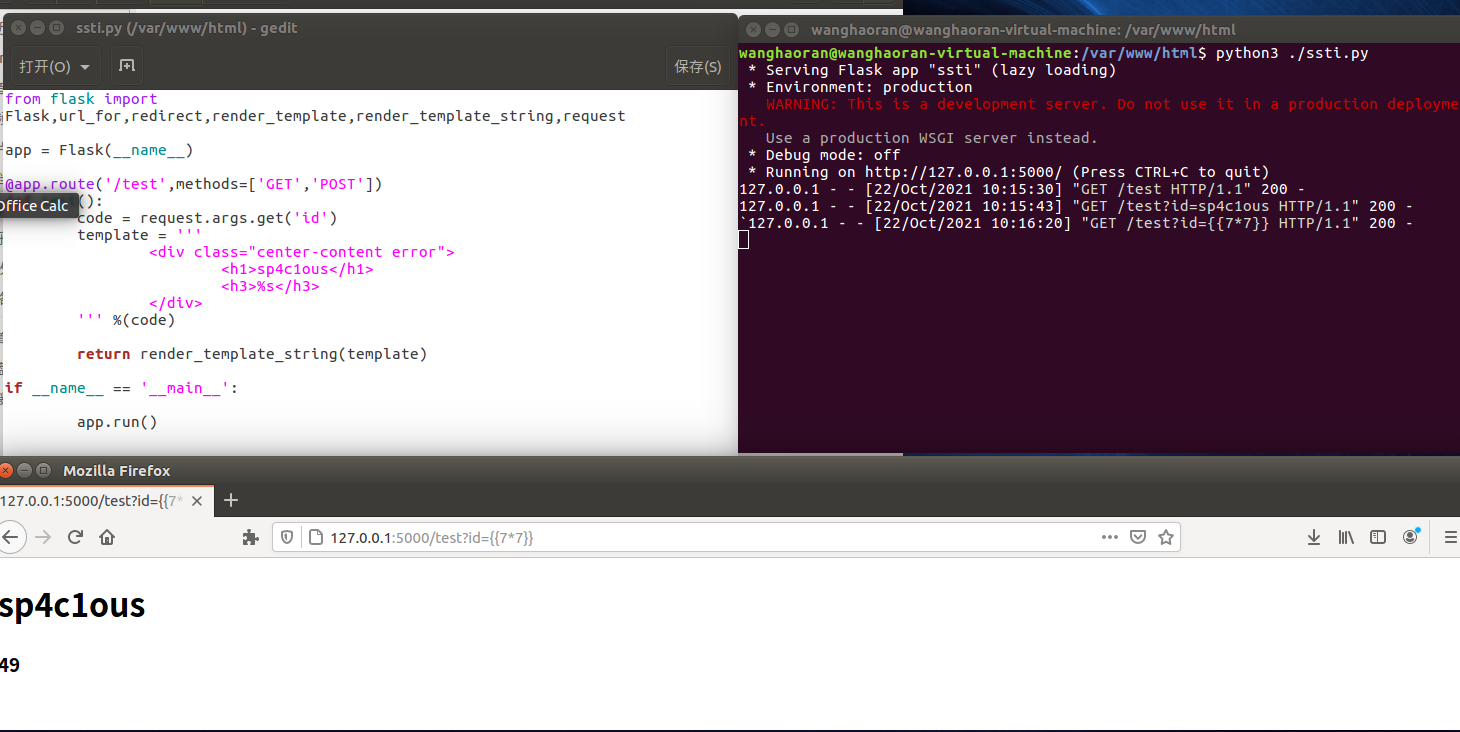 ssti.py (/var/www/html) - gedit
打开(O)
保存(S)
from flask import
Flask,url_for,redirect,render_template,render_template_string,request
app = Flask(__name__)
@app.route('/test',methods=['GET','POST'])
Office Calc
():
code = request.args.get('id')
template = '''
<div class="center-content error">
<h1>sp4c1ous</h1>
<h3>%s</h3>
</div>
''' %(code)
return render_template_string(template)
if __name__ == '__main__':
app.run()
wanghaoran@wanghaoran-virtual-machine: /var/www/html
wanghaoran@wanghaoran-virtual-machine:/var/www/html$ python3 ./ssti.py
* Serving Flask app "ssti" (lazy loading)
* Environment: production
WARNING: This is a development server. Do not use it in a production deployme
nt.
Use a production WSGI server instead.
* Debug mode: off
* Running on http://127.0.0.1:5000/ (Press CTRL+C to quit)
127.0.0.1 - - [22/Oct/2021 10:15:30] "GET /test HTTP/1.1" 200 -
127.0.0.1 - - [22/Oct/2021 10:15:43] "GET /test?id=sp4c1ous HTTP/1.1" 200 -
`127.0.0.1 - - [22/Oct/2021 10:16:20] "GET /test?id={{7*7}} HTTP/1.1" 200 -
Mozilla Firefox
127.0.0.1:5000/test?id={{7*
127.0.0.1:5000/test?id={{7*7}}
sp4c1ous
49